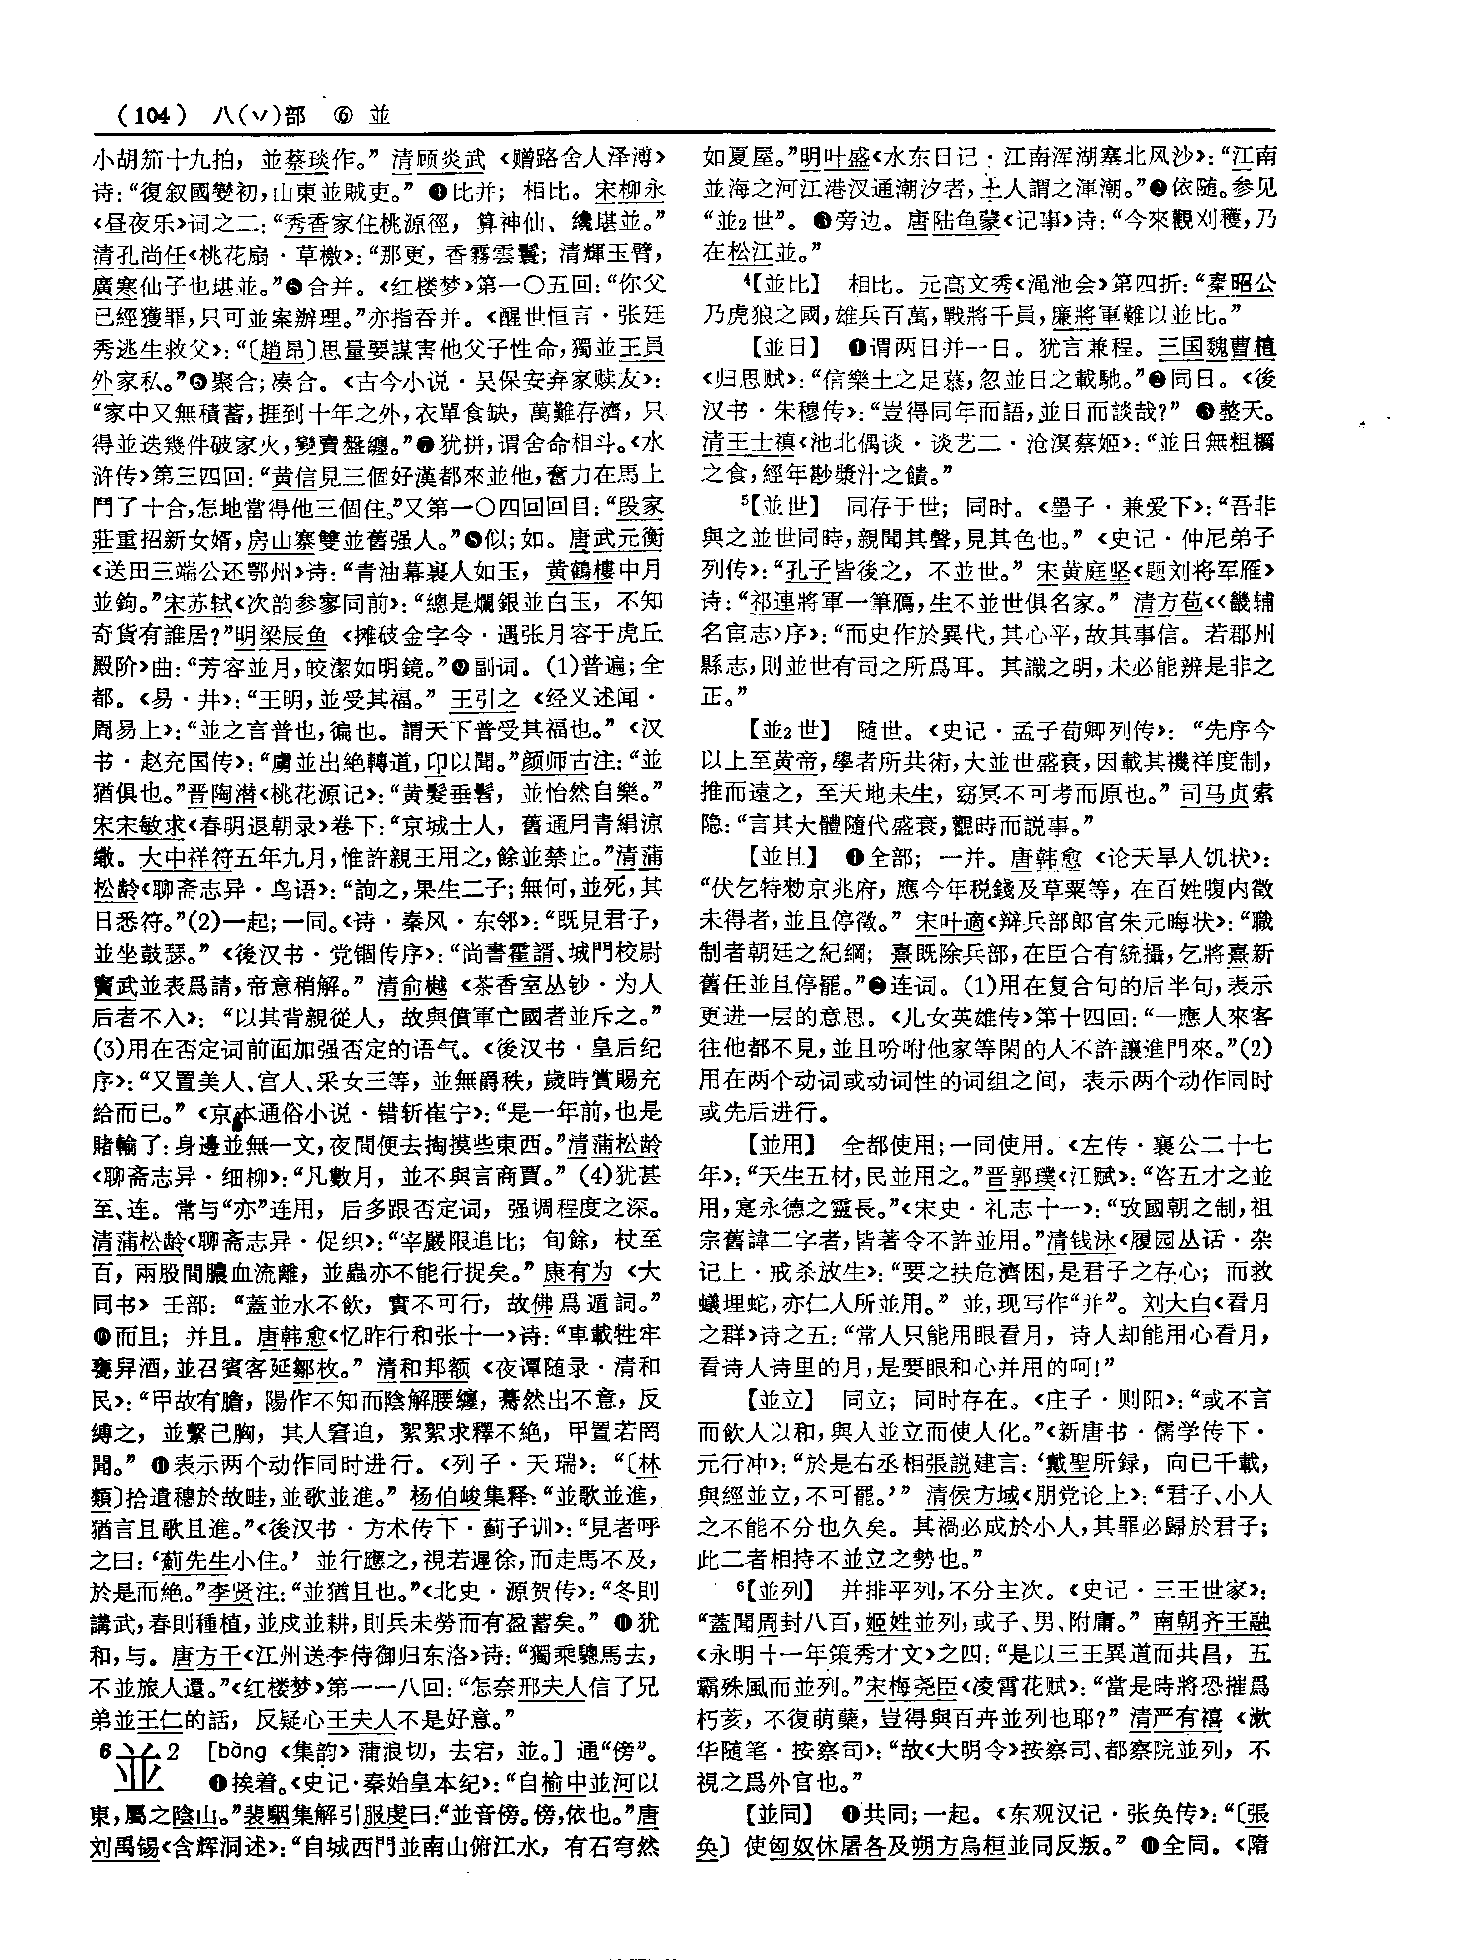 （104） 八(丷)部 ⑥ 並
小胡笳十九拍，並蔡琰作。”清顾炎武《赠路舍人泽溥》
诗：“復叙國變初，山東並賊吏。” ❹比并；相比。宋柳永
《昼夜乐》词之二：“秀香家住桃源徑，算神仙、纔堪並。”
清孔尚任《桃花扇·草檄》：“那更，香霧雲鬟；清輝玉臂，
廣寒仙子也堪並。”❺合并。《红楼梦》第一〇五回：“你父
已經獲罪，只可並案辦理。”亦指吞并。《醒世恒言·张廷
秀逃生救父》：“〔趙昂〕思量要謀害他父子性命，獨並王員
外家私。”❻聚合；凑合。《古今小说·吴保安弃家赎友》：
“家中又無積蓄，捱到十年之外，衣單食缺，萬難存濟，只
得並迭幾件破家火，變賣盤纏。”❼犹拼，谓舍命相斗。《水
浒传》第三四回：“黄信見三個好漢都來並他，奮力在馬上
鬥了十合，怎地當得他三個住。”又第一〇四回回目：“段家
莊重招新女婿，房山寨雙並舊强人。”❽似；如。唐武元衡
《送田三端公还鄂州》诗：“青油幕裏人如玉，黄鶴樓中月
並鉤。”宋苏轼《次韵参寥同前》：“總是爛銀並白玉，不知
奇貨有誰居？”明梁辰鱼《摊破金字令·遇张月容于虎丘
殿阶》曲：“芳容並月，皎潔如明鏡。”❾副词。(1)普遍；全
都。《易·井》：“王明，並受其福。” 王引之《经义述闻·
周易上》：“並之言普也，徧也。謂天下普受其福也。”《汉
书·赵充国传》：“虜並出絶轉道，卬以聞。”颜师古注：“並
猶俱也。”晋陶潜《桃花源记》：“黄髮垂髫，並怡然自樂。”
宋宋敏求《春明退朝录》卷下：“京城士人，舊通用青絹涼
繖。大中祥符五年九月，惟許親王用之，餘並禁止。”清蒲
松龄《聊斋志异·鸟语》：“詢之，果生二子；無何，並死，其
日悉符。”(2)一起；一同。《诗·秦风·车邻》：“既見君子，
並坐鼓瑟。”《後汉书·党锢传序》：“尚書霍諝、城門校尉
竇武並表爲請，帝意稍解。” 清俞樾《茶香室丛钞·为人
后者不入》：“以其背親從人，故與僨軍亡國者並斥之。”
(3)用在否定词前面加强否定的语气。《後汉书·皇后纪
序》：“又置美人、宫人、采女三等，並無爵秩，歲時賞賜充
给而已。”《京本通俗小说·错斩崔宁》：“是一年前，也是
賭輸了：身邊並無一文，夜間便去掏摸些東西。”清蒲松龄
《聊斋志异·细柳》：“凡數月，並不與言商賈。” (4)犹甚
至、连。常与“亦”连用，后多跟否定词，强调程度之深。
清蒲松龄《聊斋志异·促织》：“宰嚴限追比；旬餘，杖至
百，兩股間膿血流離，並蟲亦不能行捉矣。” 康有为《大
同书》壬部：“蓋並水不飲，實不可行，故佛爲遁詞。”
❿而且；并且。唐韩愈《忆昨行和张十一》诗：“車載牲牢
甕舁酒，並召賓客延鄒枚。” 清和邦额《夜谭随录·清和
民》：“甲故有膽，陽作不知而陰解腰纏，驀然出不意，反
縛之，並繫己胸，其人窘迫，絮絮求釋不絶，甲置若罔
聞。” ⓫表示两个动作同时进行。《列子·天瑞》：“〔林
類〕拾遺穗於故畦，並歌並進。” 杨伯峻集释：“並歌並進，
猶言且歌且進。”《後汉书·方术传下·蓟子训》：“見者呼
之曰：‘薊先生小住。’ 並行應之，視若遲徐，而走馬不及，
於是而絶。”李贤注：“並猶且也。”《北史·源贺传》：“冬則
講武，春則種植，並戍並耕，則兵未勞而有盈蓄矣。” ⓬犹
和，与。唐方干《江州送李侍御归东洛》诗：“獨乘驄馬去，
不並旅人還。”《红楼梦》第一一八回：“怎奈邢夫人信了兄
弟並王仁的話，反疑心王夫人不是好意。”
6並2 ［bàng《集韵》蒲浪切，去宕，並。］通“傍”。
❶挨着。《史记·秦始皇本纪》：“自榆中並河以
東，屬之陰山。”裴駰集解引服虔曰：“並音傍。傍，依也。”唐
刘禹锡《含辉洞述》：“自城西門並南山俯江水，有石穹然
如夏屋。”明叶盛《水东日记·江南浑湖塞北风沙》：“江南
並海之河江港汊通潮汐者，土人謂之渾潮。”❷依随。参见
“並2世”。❸旁边。唐陆龟蒙《记事》诗：“今來觀刈穫，乃
在松江並。”
4【並比】 相比。元高文秀《渑池会》第四折：“秦昭公
乃虎狼之國，雄兵百萬，戰將千員，廉將軍難以並比。”
【並日】 ❶谓两日并一日。犹言兼程。三国魏曹植
《归思赋》：“信樂土之足慕，忽並日之載馳。”❷同日。《後
汉书·朱穆传》：“豈得同年而語，並日而談哉？” ❸整天。
清王士禛《池北偶谈·谈艺二·沧溟蔡姬》：“並日無粗糲
之食，經年尠漿汁之饋。”
5【並世】 同存于世；同时。《墨子·兼爱下》：“吾非
與之並世同時，親聞其聲，見其色也。”《史记·仲尼弟子
列传》：“孔子皆後之，不並世。” 宋黄庭坚《题刘将军雁》
诗：“祁連將軍一筆鴈，生不並世俱名家。” 清方苞《〈畿辅
名宦志〉序》：“而史作於異代，其心平，故其事信。若郡州
縣志，則並世有司之所爲耳。其識之明，未必能辨是非之
正。”
【並2世】 随世。《史记·孟子荀卿列传》：“先序今
以上至黄帝，學者所共術，大並世盛衰，因載其禨祥度制，
推而遠之，至天地未生，窈冥不可考而原也。” 司马贞索
隐：“言其大體隨代盛衰，觀時而説事。”
【並且】 ❶全部；一并。唐韩愈《论天旱人饥状》：
“伏乞特敕京兆府，應今年税錢及草粟等，在百姓腹内徵
未得者，並且停徵。” 宋叶適《辩兵部郎官朱元晦状》：“職
制者朝廷之紀綱；熹既除兵部，在臣合有統攝，乞將熹新
舊任並且停罷。”❷连词。(1)用在复合句的后半句，表示
更进一层的意思。《儿女英雄传》第十四回：“一應人來客
往他都不見，並且吩咐他家等閑的人不許讓進門來。”(2)
用在两个动词或动词性的词组之间，表示两个动作同时
或先后进行。
【並用】 全都使用；一同使用。《左传·襄公二十七
年》：“天生五材，民並用之。”晋郭璞《江赋》：“咨五才之並
用，寔永德之靈長。”《宋史·礼志十一》：“攷國朝之制，祖
宗舊諱二字者，皆著令不許並用。”清钱泳《履园丛话·杂
记上·戒杀放生》：“要之扶危濟困，是君子之存心；而救
蟻埋蛇，亦仁人所並用。” 並，现写作“并”。刘大白《看月
之群》诗之五：“常人只能用眼看月，诗人却能用心看月，
看诗人诗里的月，是要眼和心并用的呵！”
【並立】 同立；同时存在。《庄子·则阳》：“或不言
而飲人以和，與人並立而使人化。”《新唐书·儒学传下·
元行冲》：“於是右丞相張説建言：‘戴聖所録，向已千載，
與經並立，不可罷。’” 清侯方域《朋党论上》：“君子、小人
之不能不分也久矣。其禍必成於小人，其罪必歸於君子；
此二者相持不並立之勢也。”
6【並列】 并排平列，不分主次。《史记·三王世家》：
“蓋聞周封八百，姬姓並列，或子、男、附庸。” 南朝齐王融
《永明十一年策秀才文》之四：“是以三王異道而共昌，五
霸殊風而並列。”宋梅尧臣《凌霄花赋》：“當是時將恐摧爲
朽荄，不復萌蘖，豈得與百卉並列也耶？” 清严有禧《漱
华随笔·按察司》：“故《大明令》按察司、都察院並列，不
視之爲外官也。”
【並同】 ❶共同；一起。《东观汉记·张奂传》：“〔張
奂〕使匈奴休屠各及朔方烏桓並同反叛。” ⓫全同。《隋